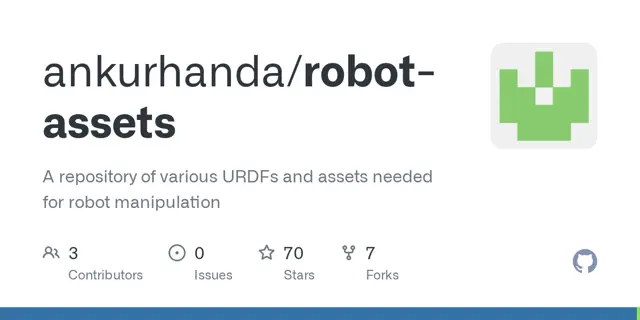 ankurhanda/robot-
assets
A repository of various URDFs and assets needed
for robot manipulation
3 0 70 7
Contributors Issues Stars Forks